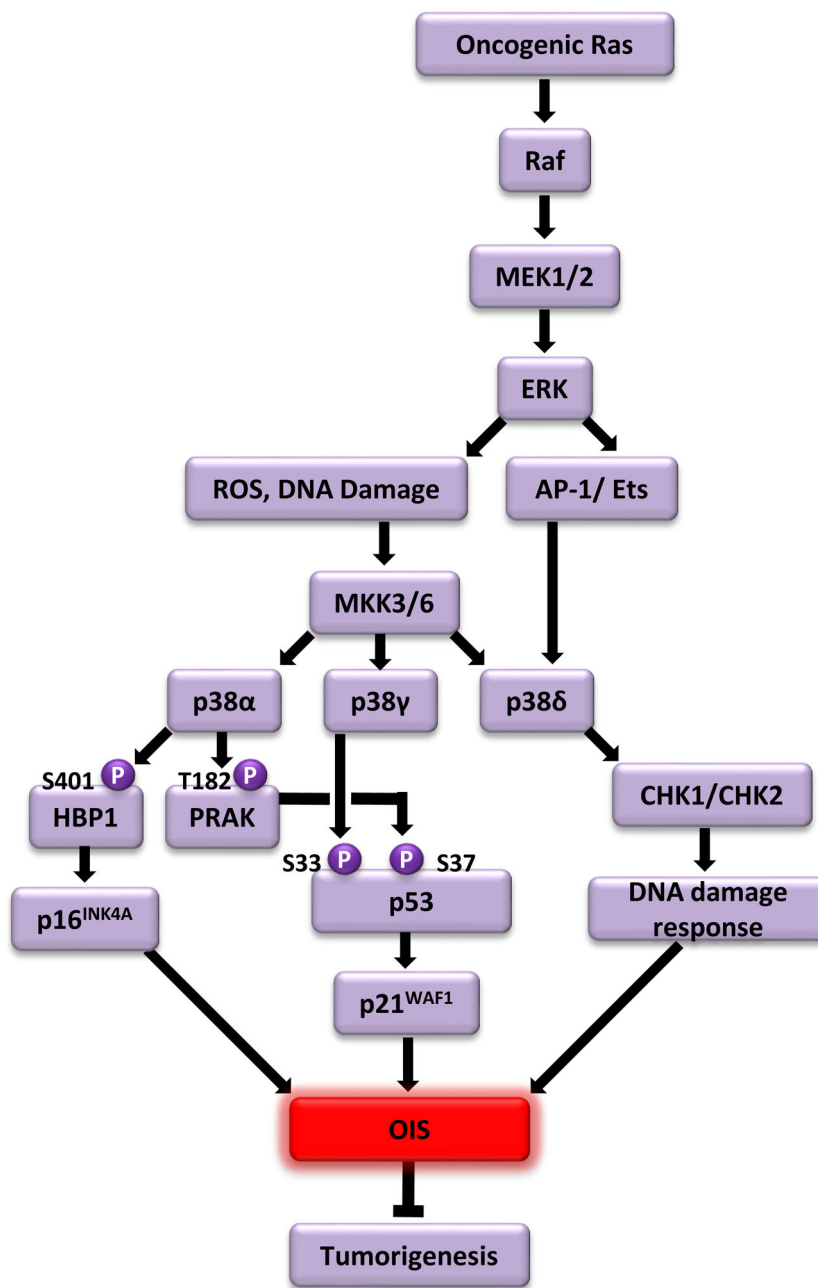 Oncogenic Ras
Raf
MEK1/2
ERK
ROS, DNA Damage
AP-1/ Ets
MKK3/6
p38α
p38γ
p38δ
S401
P
T182
P
HBP1
PRAK
CHK1/CHK2
S33
P
P
S37
p53
p16INK4A
DNA damage
response
p21WAF1
OIS
Tumorigenesis